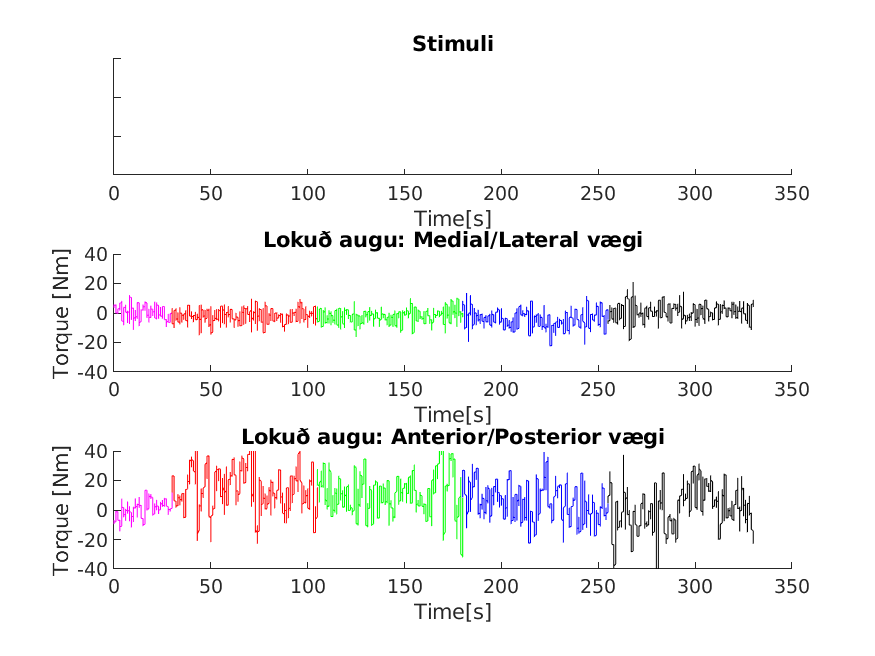 Stimuli
0 50 100 150 200 250 300 350
Time[s]
Lokuð augu: Medial/Lateral vægi
Torque [Nm]
40
20
0
-20
-40
0 50 100 150 200 250 300 350
Time[s]
Lokuð augu: Anterior/Posterior vægi
Torque [Nm]
40
20
0
-20
-40
0 50 100 150 200 250 300 350
Time[s]